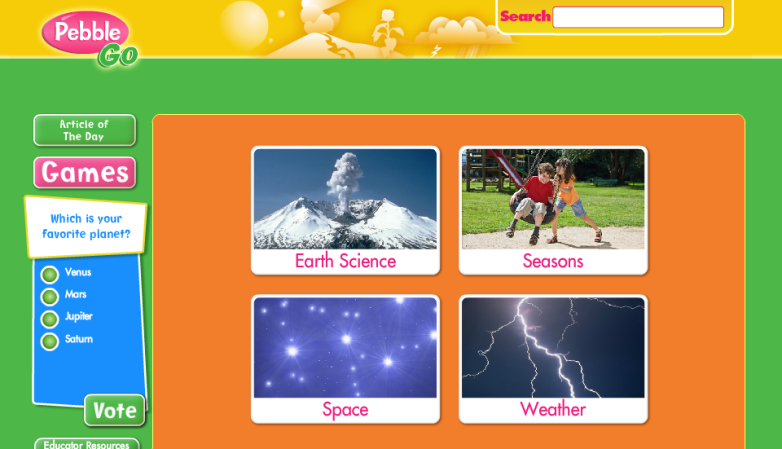 Pebble
Go
Search
Article of
The Day
Games
Which is your
favorite planet?
Venus
Mars
Jupiter
Saturn
Vote
Educator Resources
Earth Science
Seasons
Space
Weather